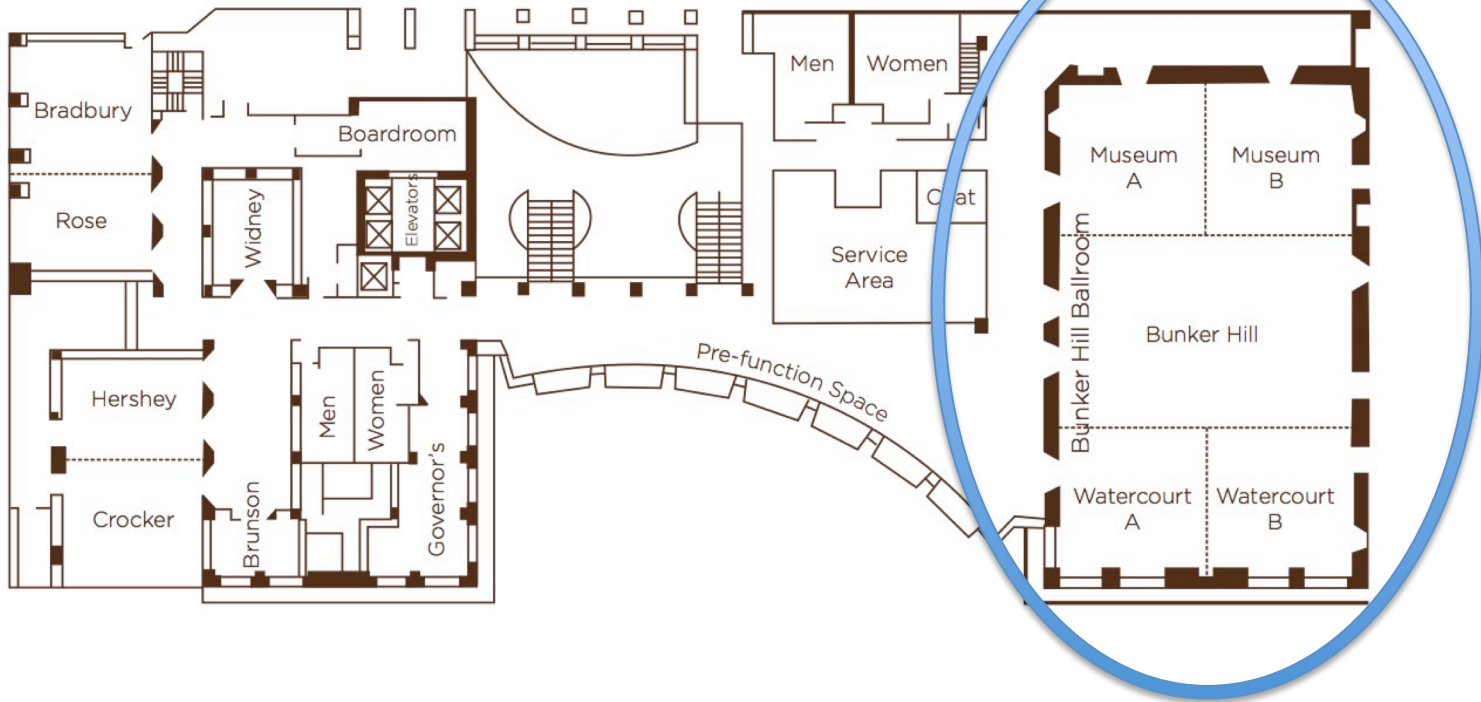 Bradbury
Rose
Widney
Boardroom
Elevators
Men
Women
Coat
Service
Area
Pre-function Space
Hershey
Crocker
Brunson
Men
Women
Governor's
Bunker Hill Ballroom
Museum
A
Museum
B
Bunker Hill
Watercourt
A
Watercourt
B